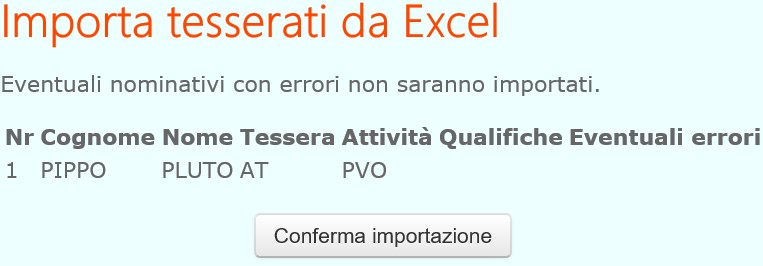 Importa tesserati da Excel
Eventuali nominativi con errori non saranno importati.
Nr Cognome Nome Tessera Attività Qualifiche Eventuali errori
1 PIPPO PLUTO AT PVO
Conferma importazione